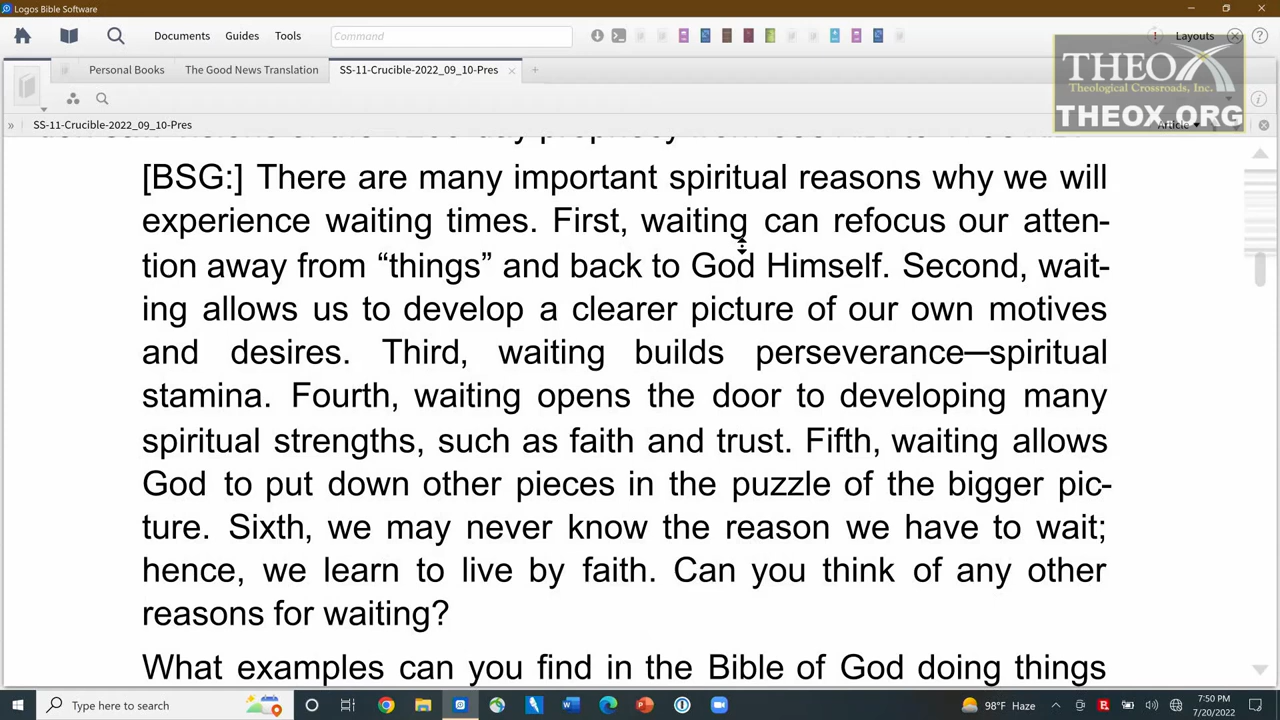 Logos Bible Software
Documents Guides Tools Command Layouts
THEOX
Theological Crossroads, Inc.
THEOX.ORG
Personal Books The Good News Translation SS-11-Crucible-2022_09_10-Pres
SS-11-Crucible-2022_09_10-Pres Article
[BSG:] There are many important spiritual reasons why we will
experience waiting times. First, waiting can refocus our atten-
tion away from “things” and back to God Himself. Second, wait-
ing allows us to develop a clearer picture of our own motives
and desires. Third, waiting builds perseverance—spiritual
stamina. Fourth, waiting opens the door to developing many
spiritual strengths, such as faith and trust. Fifth, waiting allows
God to put down other pieces in the puzzle of the bigger pic-
ture. Sixth, we may never know the reason we have to wait;
hence, we learn to live by faith. Can you think of any other
reasons for waiting?
What examples can you find in the Bible of God doing things
Type here to search
98°F Haze
7:50 PM
7/20/2022